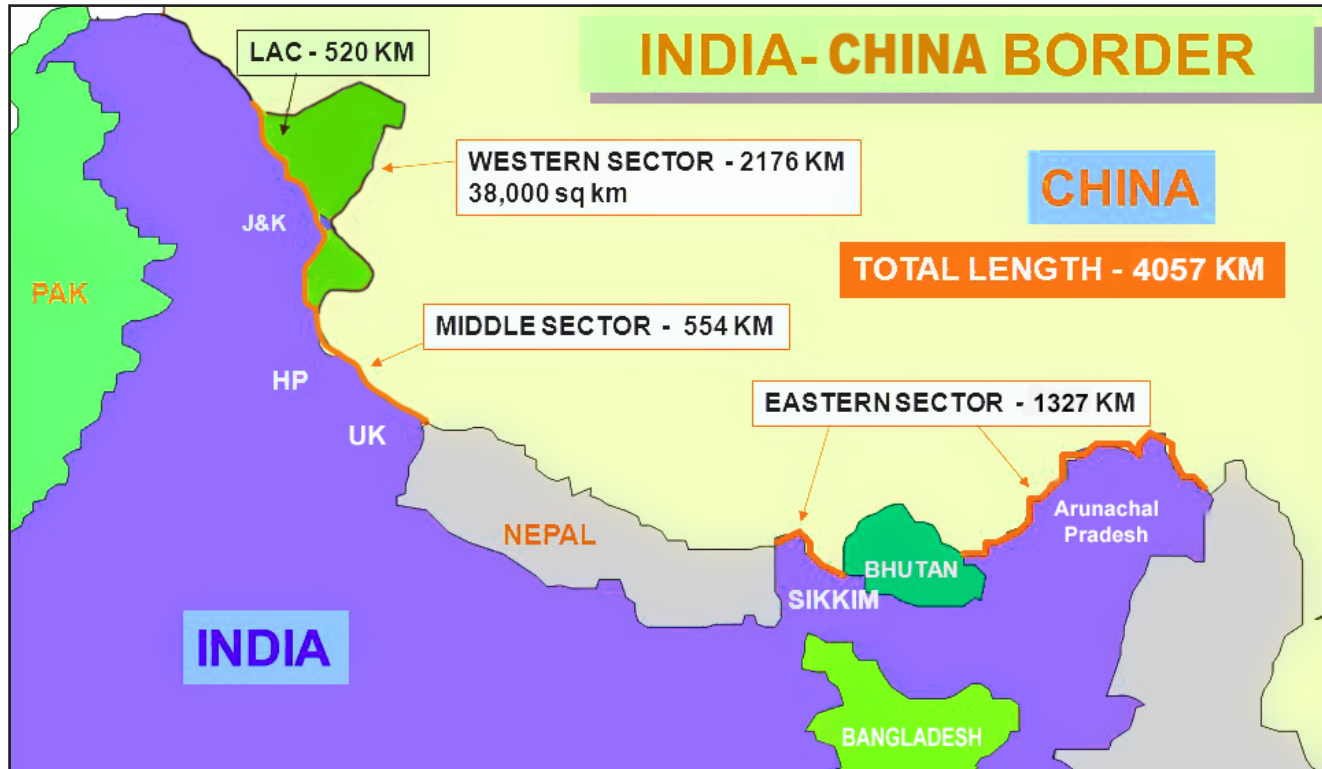 INDIA- CHINA BORDER
LAC - 520 KM
WESTERN SECTOR - 2176 KM
38,000 sq km
CHINA
J&K
TOTAL LENGTH - 4057 KM
PAK
MIDDLE SECTOR - 554 KM
HP
EASTERN SECTOR - 1327 KM
UK
Arunachal
Pradesh
NEPAL
BHUTAN
SIKKIM
INDIA
BANGLADESH